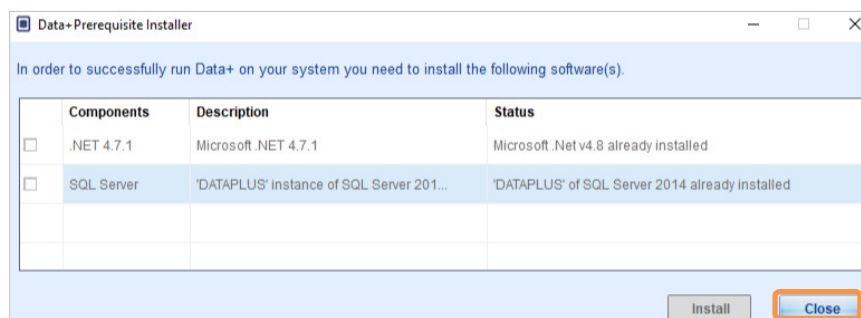 Data+Prerequisite Installer
In order to successfully run Data+ on your system you need to install the following software(s).
Components Description Status
.NET 4.7.1 Microsoft .NET 4.7.1 Microsoft .Net v4.8 already installed
SQL Server 'DATAPLUS' instance of SQL Server 201... 'DATAPLUS' of SQL Server 2014 already installed
Install Close